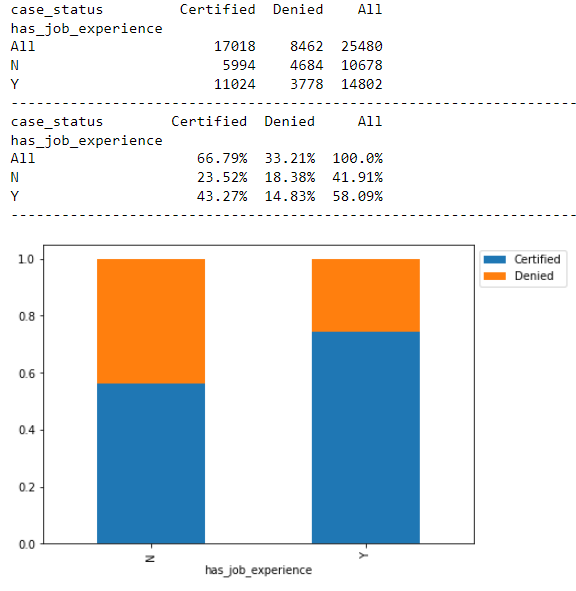 case_status Certified Denied All
has_job_experience
All 17018 8462 25480
N 5994 4684 10678
Y 11024 3778 14802
--------------------------------------------------------------------
case_status Certified Denied All
has_job_experience
All 66.79% 33.21% 100.0%
N 23.52% 18.38% 41.91%
Y 43.27% 14.83% 58.09%
--------------------------------------------------------------------
1.0
0.8
0.6
0.4
0.2
0.0
Certified
Denied
N
Y
has_job_experience